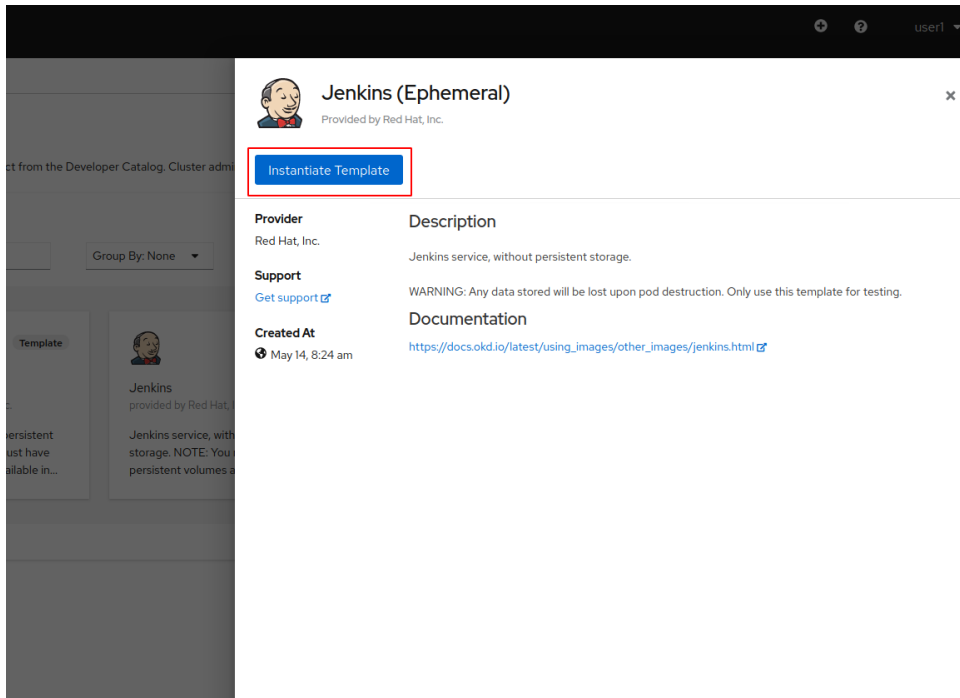 user1
Jenkins (Ephemeral)
Provided by Red Hat, Inc.
ct from the Developer Catalog. Cluster admi
Instantiate Template
Provider
Red Hat, Inc.
Support
Get support
Created At
May 14, 8:24 am
Description
Jenkins service, without persistent storage.
WARNING: Any data stored will be lost upon pod destruction. Only use this template for testing.
Documentation
https://docs.okd.io/latest/using_images/other_images/jenkins.html
Group By: None
Template
c.
ersistent
ust have
ailable in...
Jenkins
provided by Red Hat, I
Jenkins service, with
storage. NOTE: You
persistent volumes a